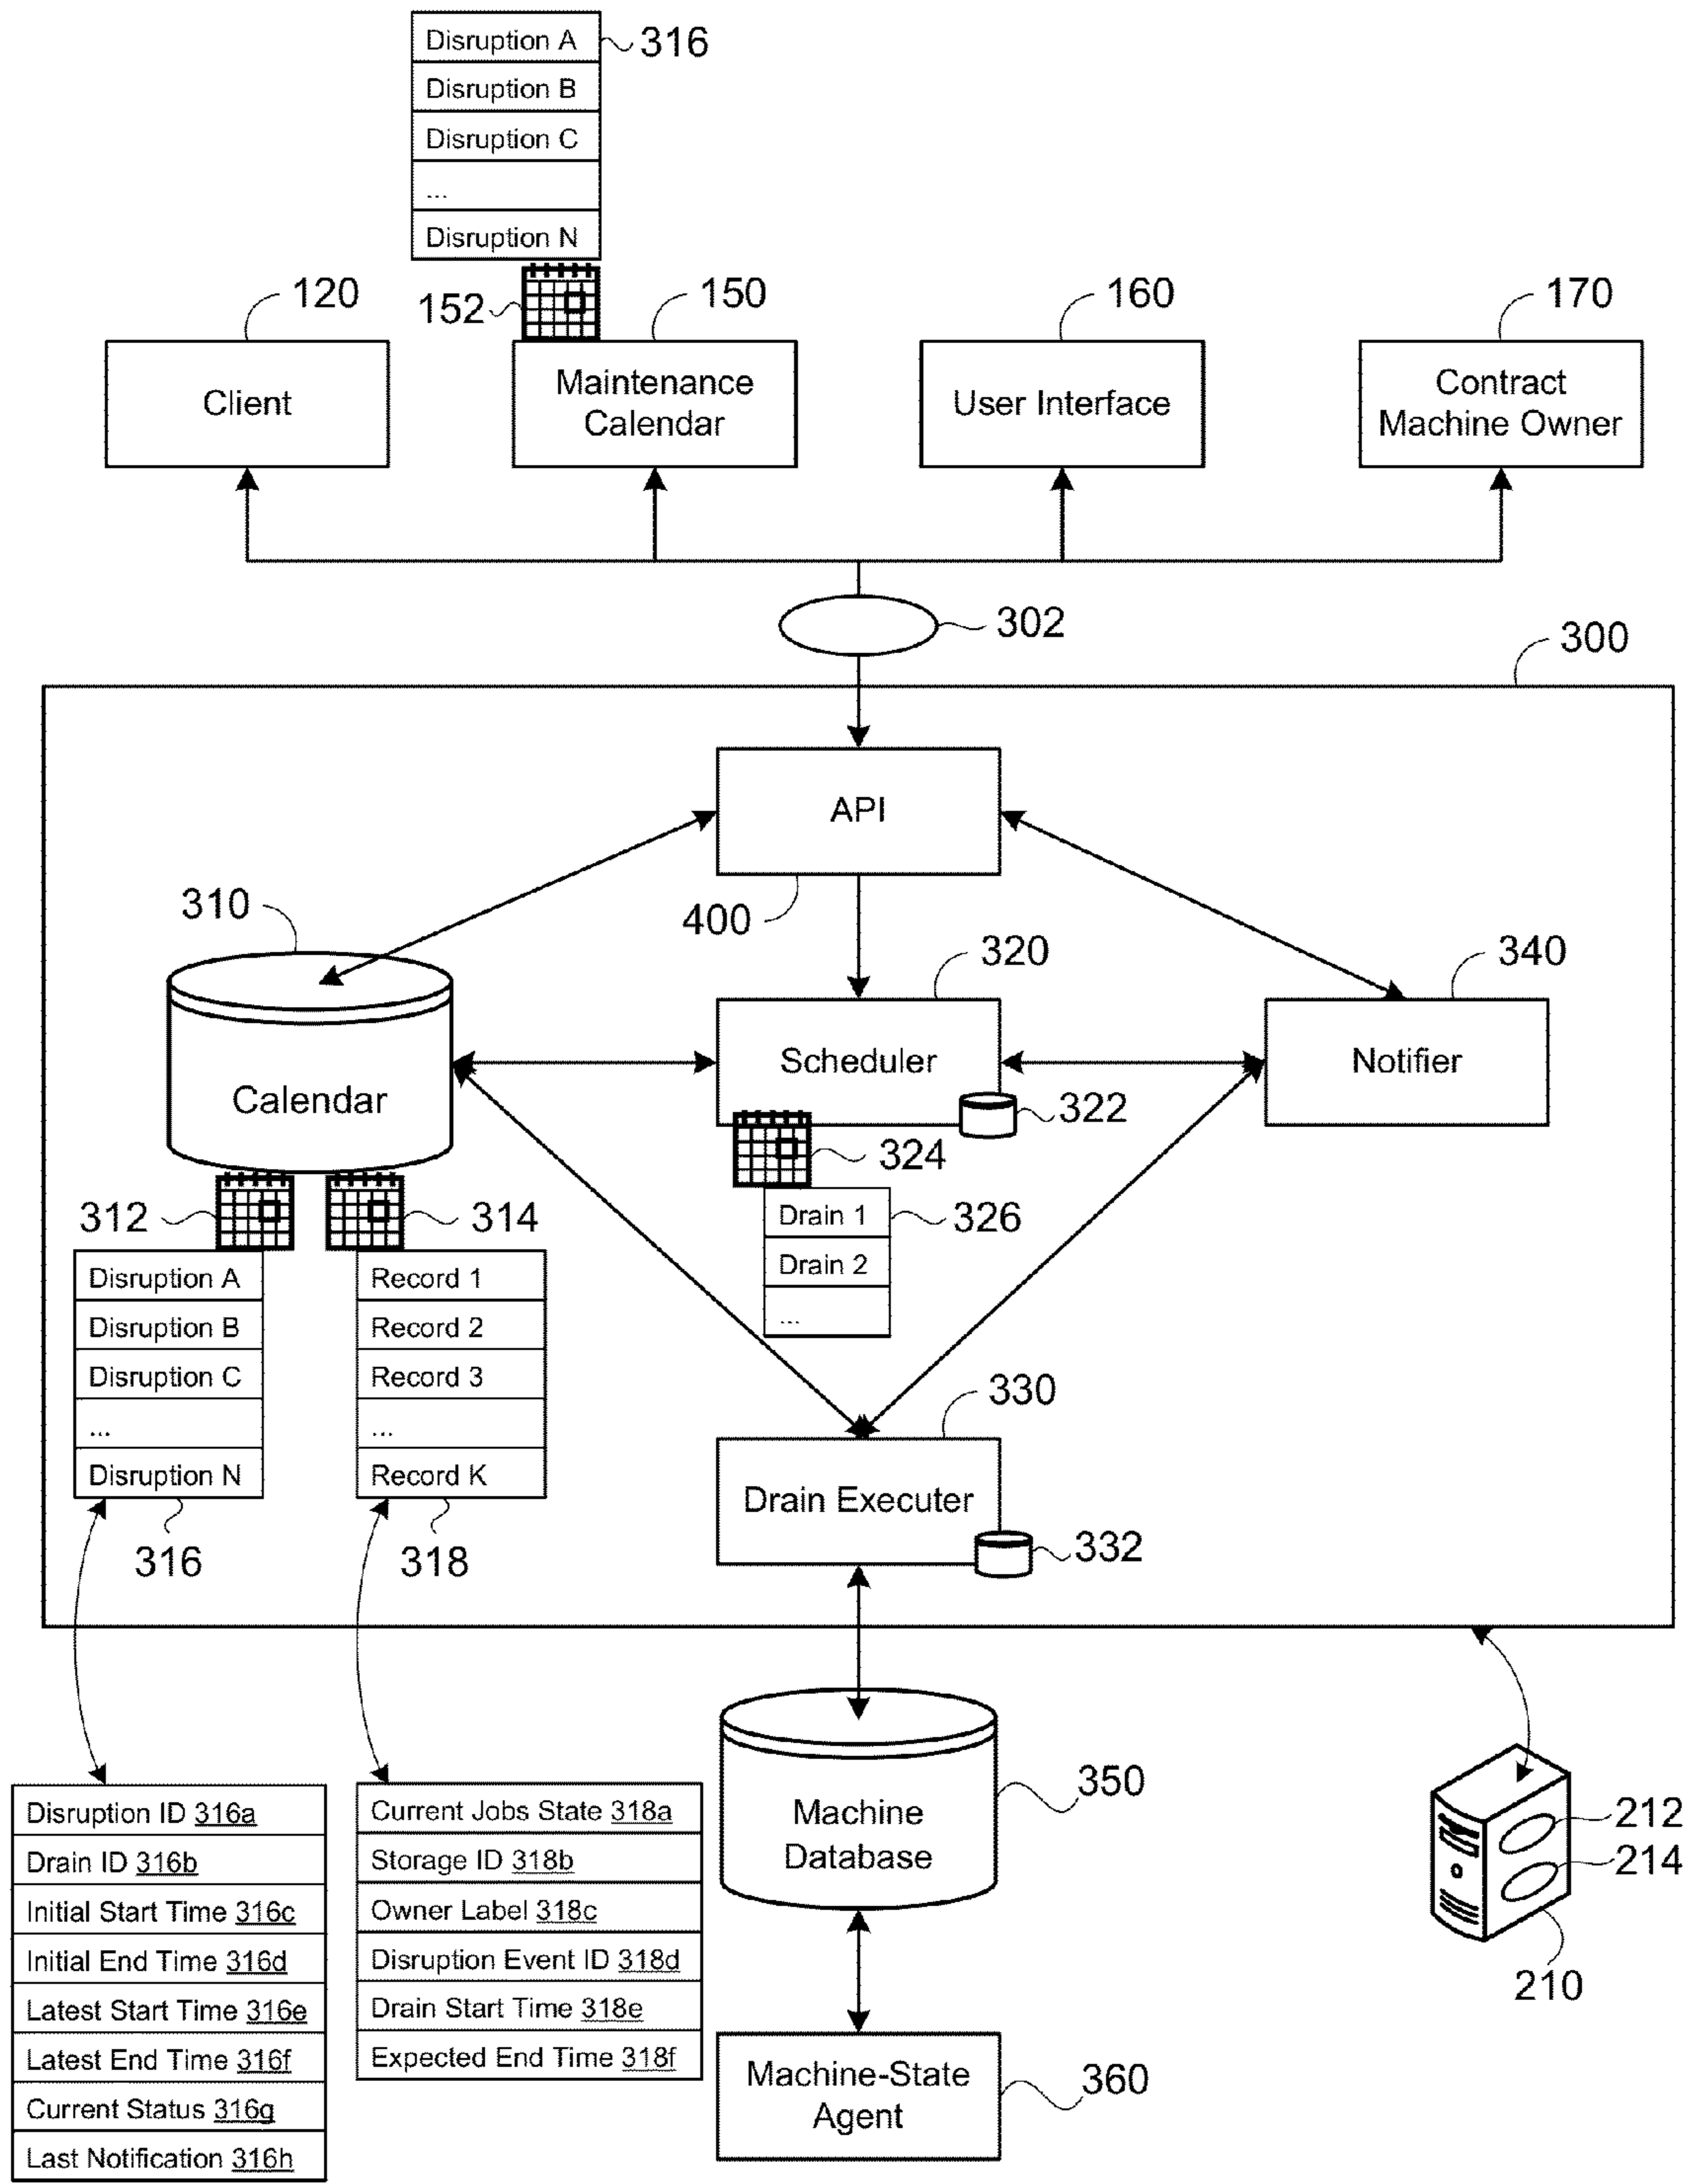 Disruption A
316
Disruption B
Disruption C
...
Disruption N
120
152
150
160
170
Client
Maintenance
Calendar
User Interface
Contract
Machine Owner
302
300
API
400
310
320
340
Calendar
Scheduler
Notifier
322
324
312
314
Drain 1
326
Drain 2
...
Disruption A
Disruption B
Disruption C
...
Disruption N
316
Record 1
Record 2
Record 3
...
Record K
318
330
Drain Executer
332
Disruption ID 316a
Drain ID 316b
Initial Start Time 316c
Initial End Time 316d
Latest Start Time 316e
Latest End Time 316f
Current Status 316g
Last Notification 316h
Current Jobs State 318a
Storage ID 318b
Owner Label 318c
Disruption Event ID 318d
Drain Start Time 318e
Expected End Time 318f
Machine
Database
350
Machine-State
Agent
360
212
214
210